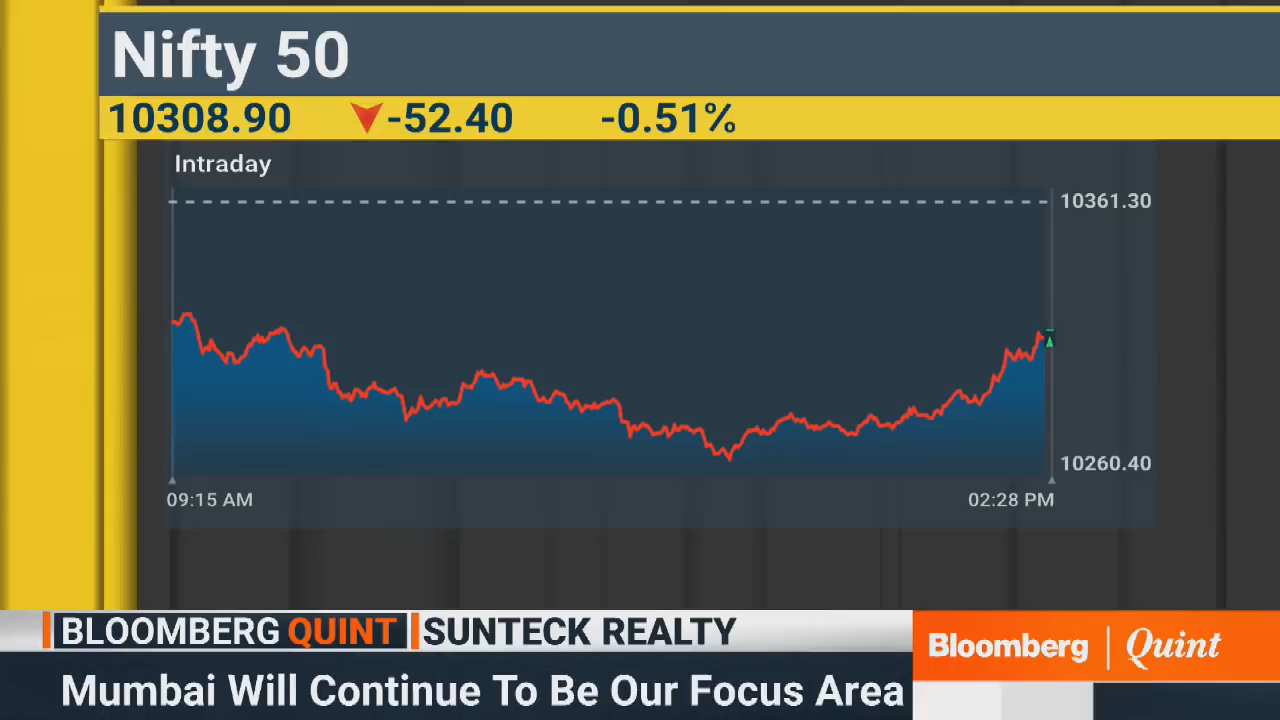 Nifty 50
10308.90 -52.40 -0.51%
Intraday
10361.30
10260.40
09:15 AM 02:28 PM
BLOOMBERG QUINT SUNTECK REALTY
Mumbai Will Continue To Be Our Focus Area
Bloomberg | Quint